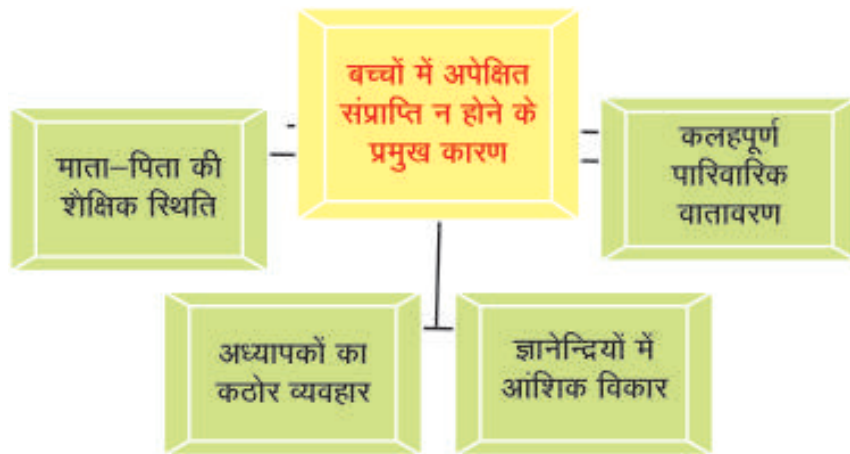 बच्चों में अपेक्षित
संप्राप्ति न होने के
प्रमुख कारण
माता–पिता की
शैक्षिक स्थिति
कलहपूर्ण
पारिवारिक
वातावरण
अध्यापकों का
कठोर व्यवहार
ज्ञानेन्द्रियों में
आंशिक विकार